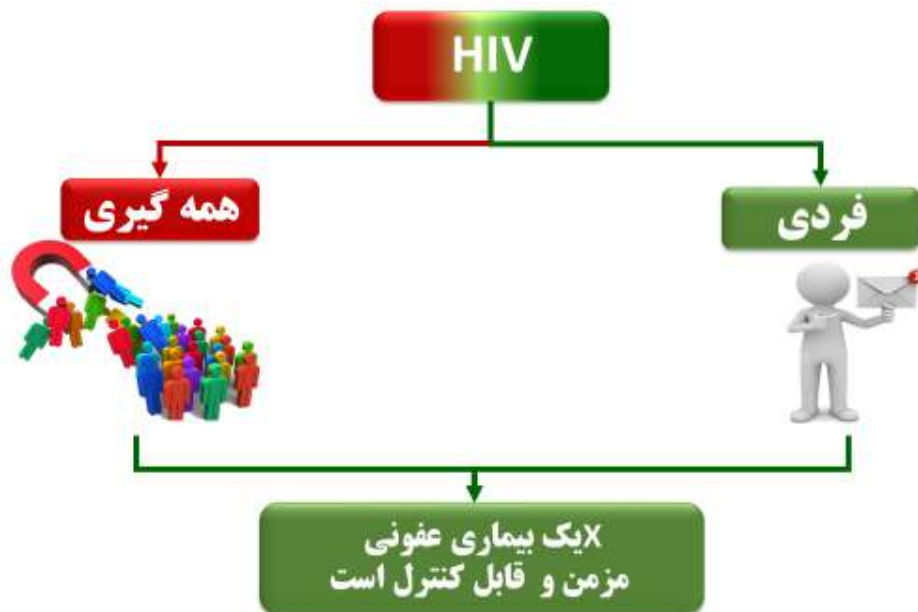 HIV
همه گیری
فردی
Xیک بیماری عفونی
مزمن و قابل کنترل است